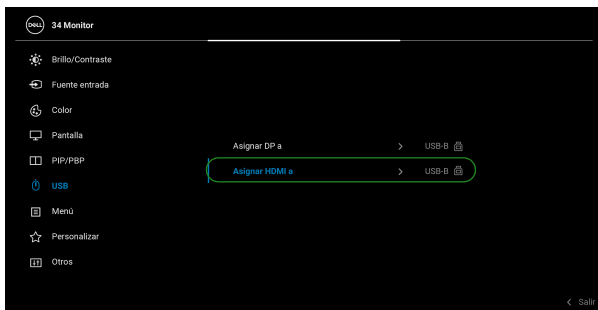 DELL 34 Monitor
Brillo/Contraste
Fuente entrada
Color
Pantalla
Asignar DP a > USB-B
PIP/PBP
Asignar HDMI a > USB-B
USB
Menú
Personalizar
Otros
< Salir